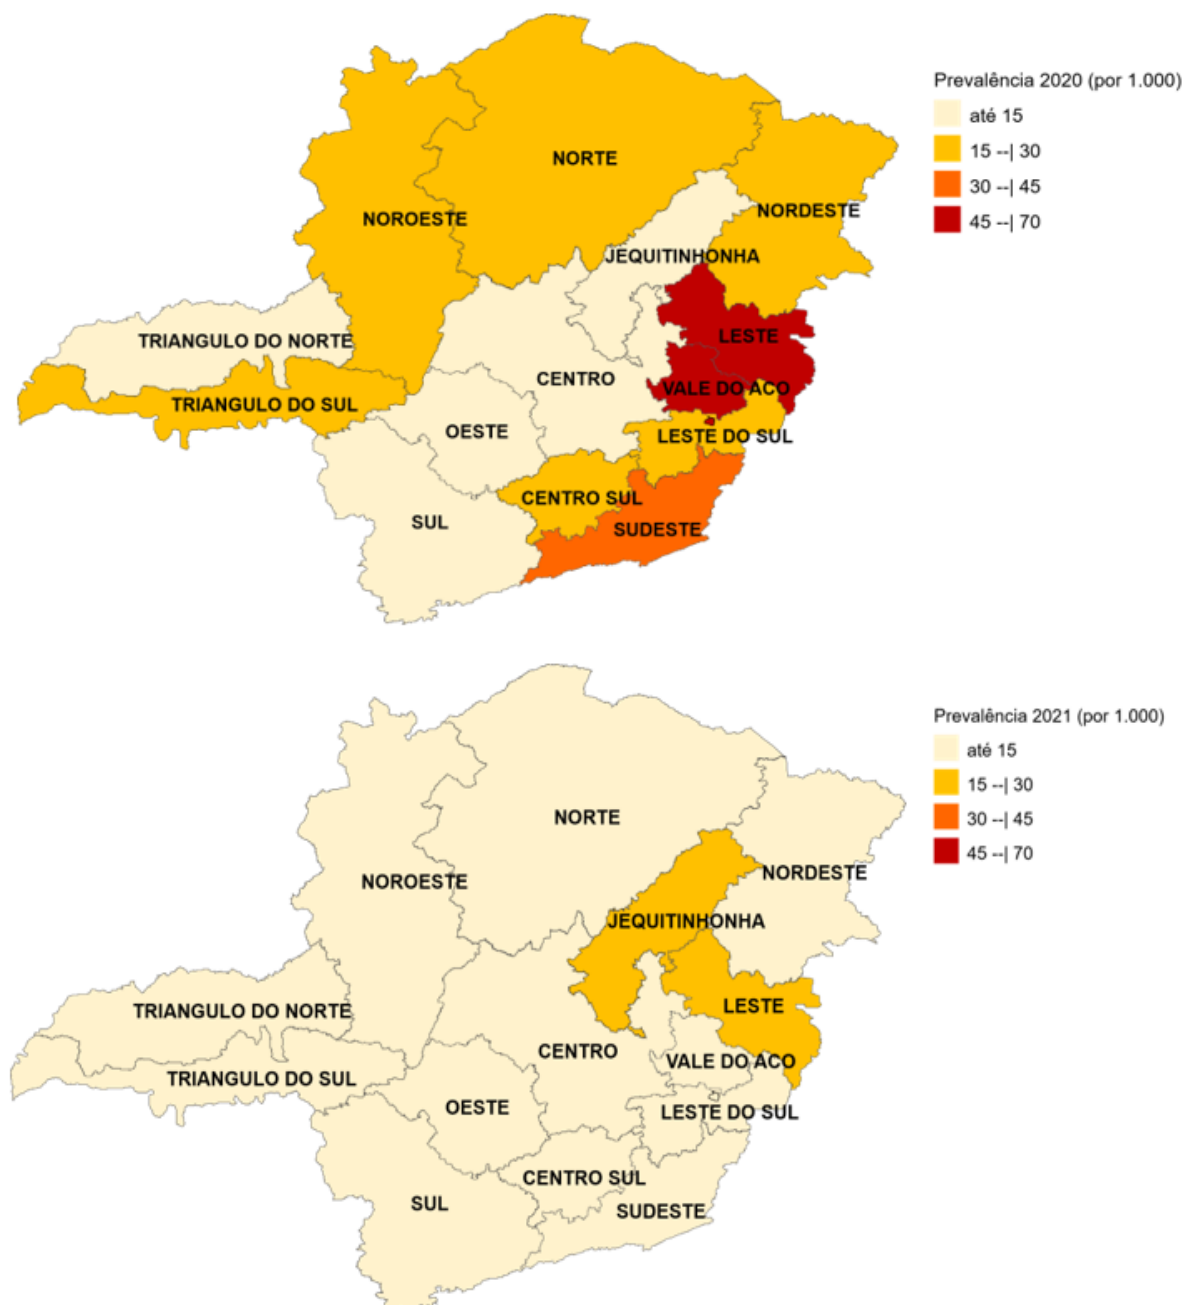 Prevalência 2020 (por 1.000)
até 15
15 --| 30
30 --| 45
45 --| 70
NORTE
NOROESTE
NORDESTE
JEQUITINHONHA
LESTE
TRIANGULO DO NORTE
CENTRO
VALE DO ACO
TRIANGULO DO SUL
OESTE
LESTE DO SUL
CENTRO SUL
SUL
SUDESTE
Prevalência 2021 (por 1.000)
até 15
15 --| 30
30 --| 45
45 --| 70
NORTE
NORDESTE
NOROESTE
JEQUITINHONHA
LESTE
TRIANGULO DO NORTE
CENTRO
VALE DO ACO
TRIANGULO DO SUL
OESTE
LESTE DO SUL
CENTRO SUL
SUL
SUDESTE